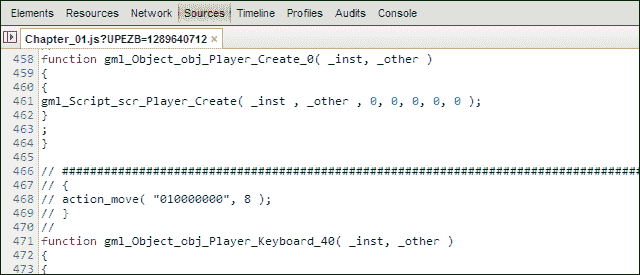 Elements Resources Network Sources Timeline Profiles Audits Console
Chapter_01.js?UPEZB=1289640712 ×
458 function gml_Object_obj_Player_Create_0( _inst, _other )
459 {
460 {
461 gml_Script_scr_Player_Create( _inst , _other , 0, 0, 0, 0, 0 );
462 }
463 ;
464 }
465
466 // ####################################################################################
467 // {
468 // action_move( "010000000", 8 );
469 // }
470 //
471 function gml_Object_obj_Player_Keyboard_40( _inst, _other )
472 {
473 {